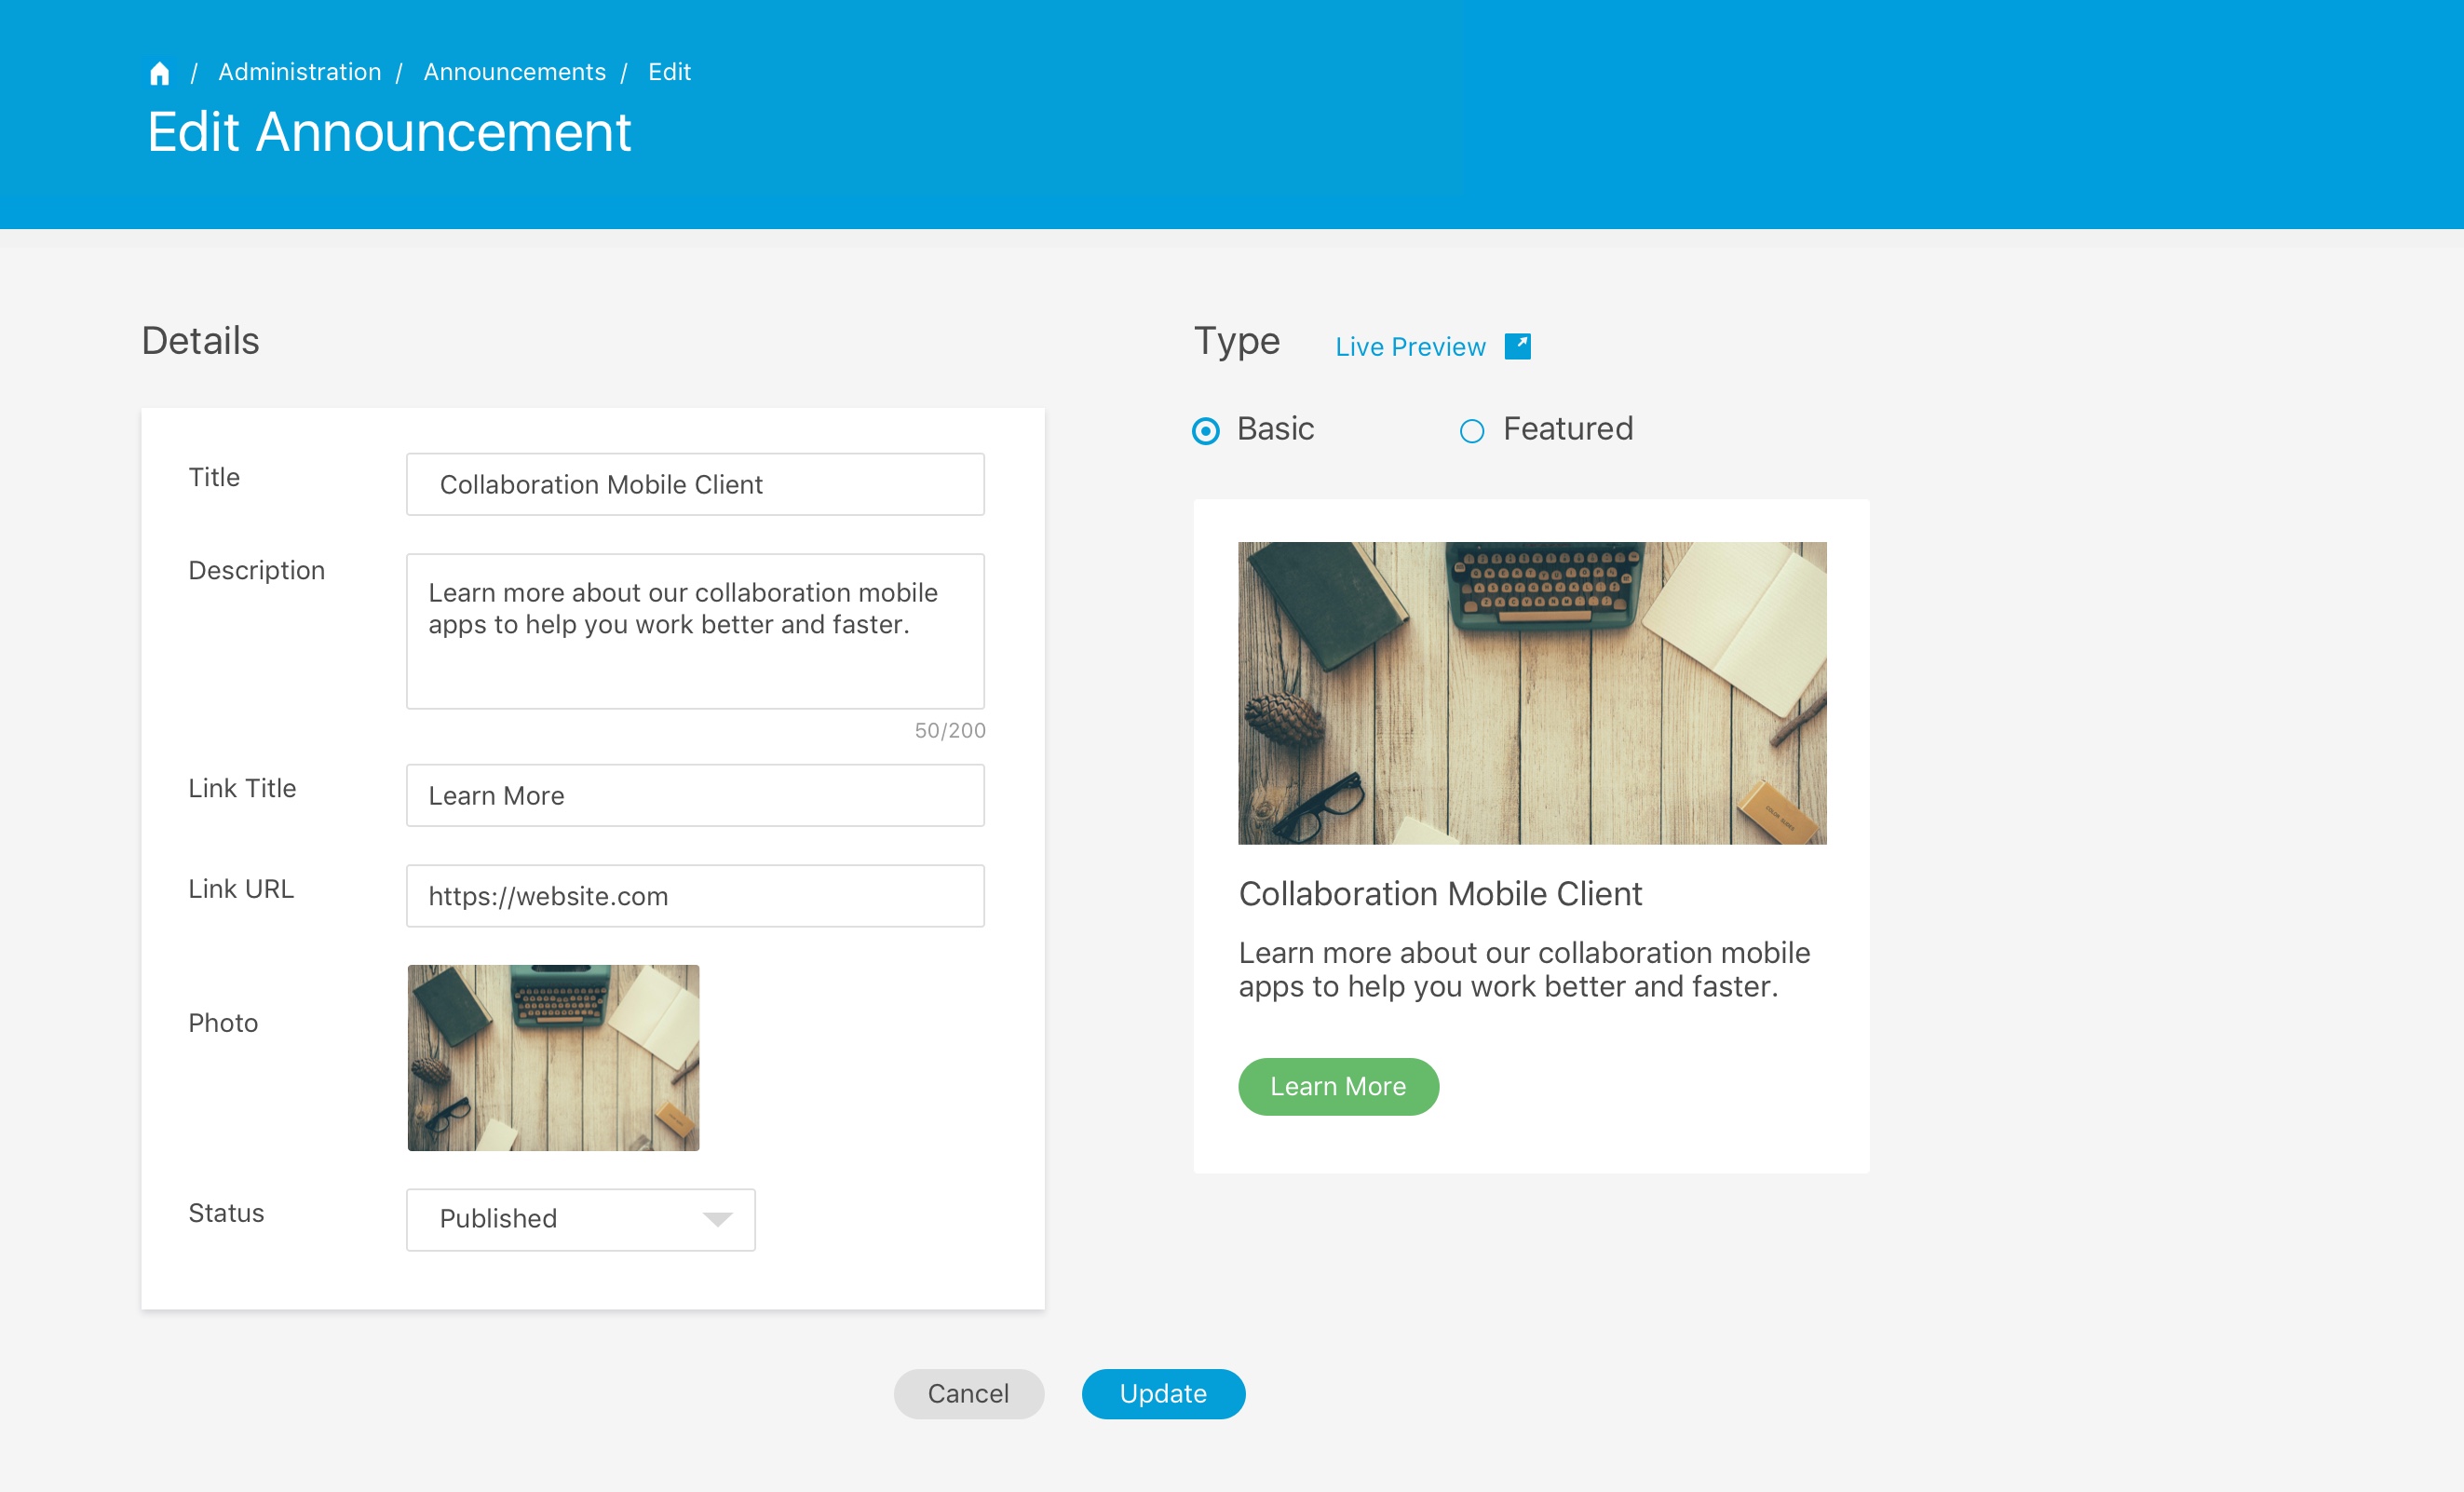 / Administration / Announcements / Edit
Edit Announcement
Details
Title
Collaboration Mobile Client
Description
Learn more about our collaboration mobile
apps to help you work better and faster.
50/200
Link Title
Learn More
Link URL
https://website.com
Photo
Status
Published
Type
Live Preview
Basic
Featured
COLOR SLIDES
Collaboration Mobile Client
Learn more about our collaboration mobile
apps to help you work better and faster.
Learn More
Cancel
Update